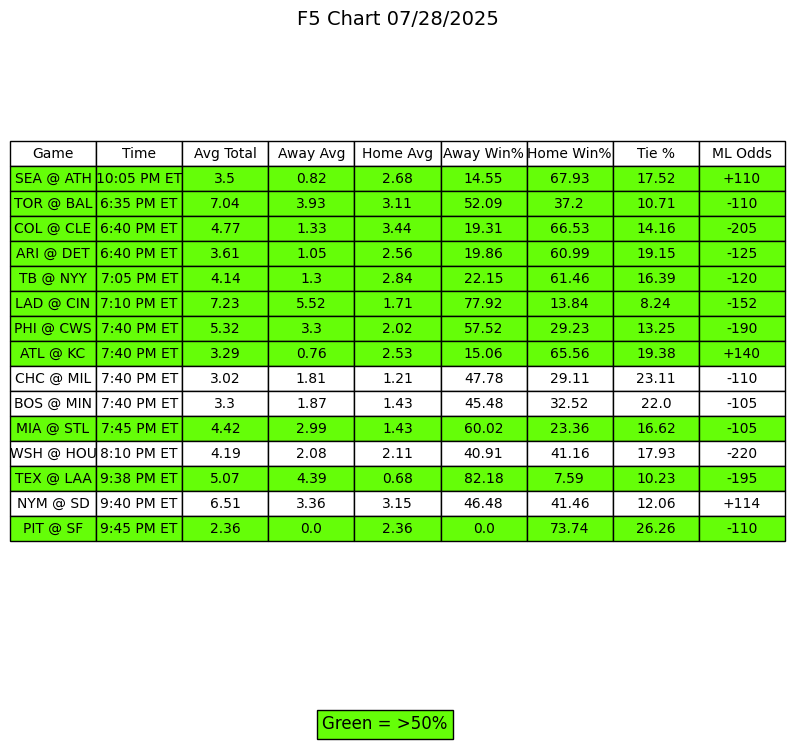 F5 Chart 07/28/2025
Game Time Avg Total Away Avg Home Avg Away Win% Home Win% Tie % ML Odds
SEA @ ATH 10:05 PM ET 3.5 0.82 2.68 14.55 67.93 17.52 +110
TOR @ BAL 6:35 PM ET 7.04 3.93 3.11 52.09 37.2 10.71 -110
COL @ CLE 6:40 PM ET 4.77 1.33 3.44 19.31 66.53 14.16 -205
ARI @ DET 6:40 PM ET 3.61 1.05 2.56 19.86 60.99 19.15 -125
TB @ NYY 7:05 PM ET 4.14 1.3 2.84 22.15 61.46 16.39 -120
LAD @ CIN 7:10 PM ET 7.23 5.52 1.71 77.92 13.84 8.24 -152
PHI @ CWS 7:40 PM ET 5.32 3.3 2.02 57.52 29.23 13.25 -190
ATL @ KC 7:40 PM ET 3.29 0.76 2.53 15.06 65.56 19.38 +140
CHC @ MIL 7:40 PM ET 3.02 1.81 1.21 47.78 29.11 23.11 -110
BOS @ MIN 7:40 PM ET 3.3 1.87 1.43 45.48 32.52 22.0 -105
MIA @ STL 7:45 PM ET 4.42 2.99 1.43 60.02 23.36 16.62 -105
WSH @ HOU 8:10 PM ET 4.19 2.08 2.11 40.91 41.16 17.93 -220
TEX @ LAA 9:38 PM ET 5.07 4.39 0.68 82.18 7.59 10.23 -195
NYM @ SD 9:40 PM ET 6.51 3.36 3.15 46.48 41.46 12.06 +114
PIT @ SF 9:45 PM ET 2.36 0.0 2.36 0.0 73.74 26.26 -110
Green = >50%